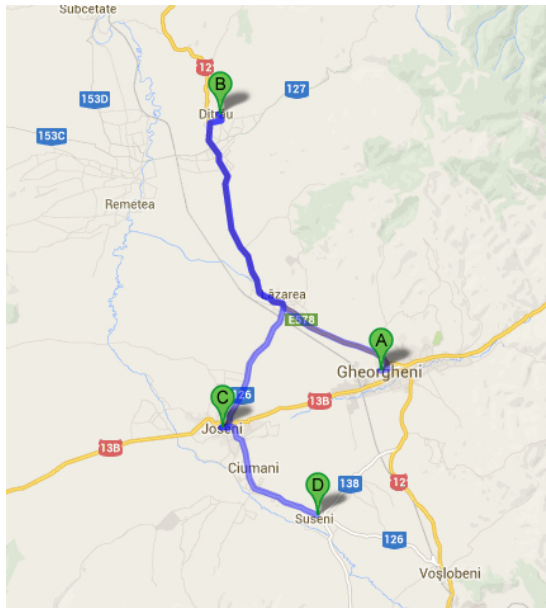 Subcetate
12
B
127
Ditrău
153D
153C
Remetea
Lăzarea
E578
A
Gheorgheni
126
C
13B
Joseni
13B
Ciumani
D
138
12
Suseni
126
Voșlobeni